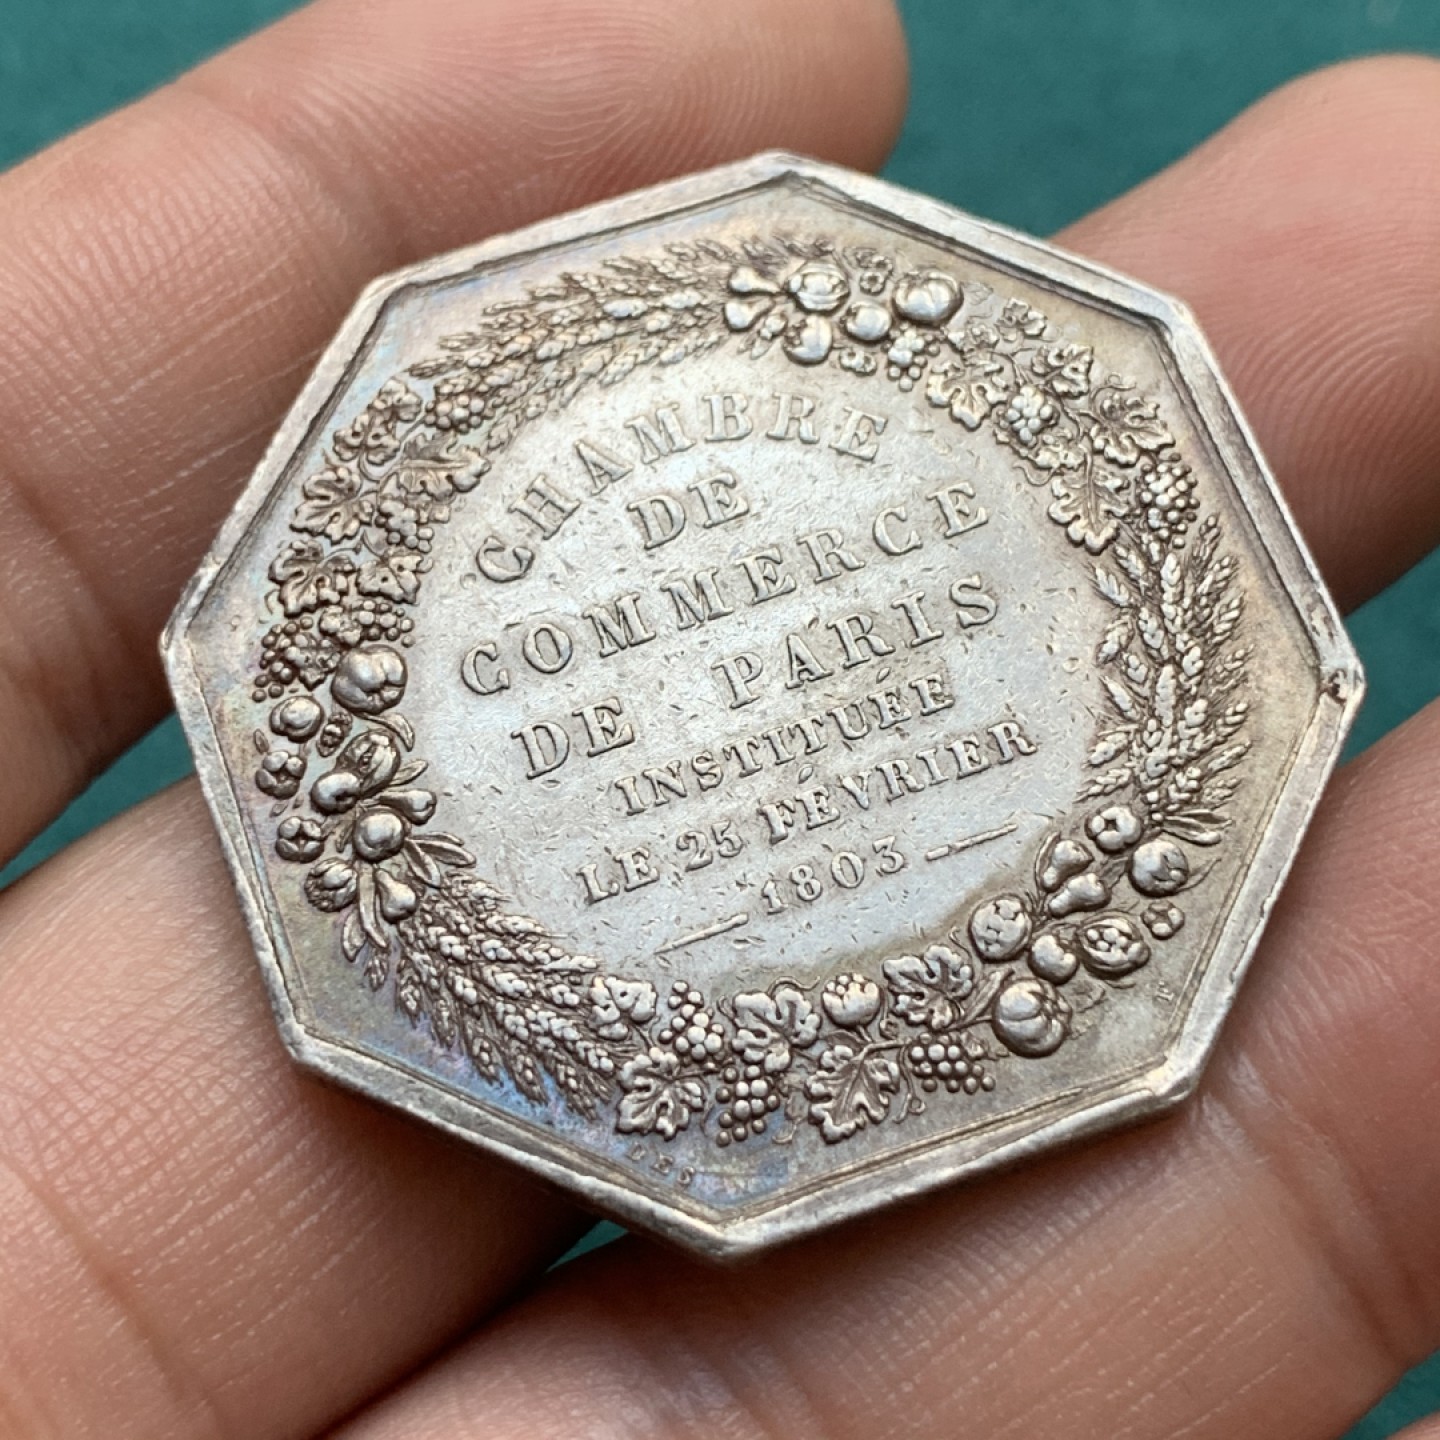 CHAMBRE
DE
COMMERCE
DE PARIS
INSTITUÉE
LE 25 FÉVRIER
— 1803 —
F